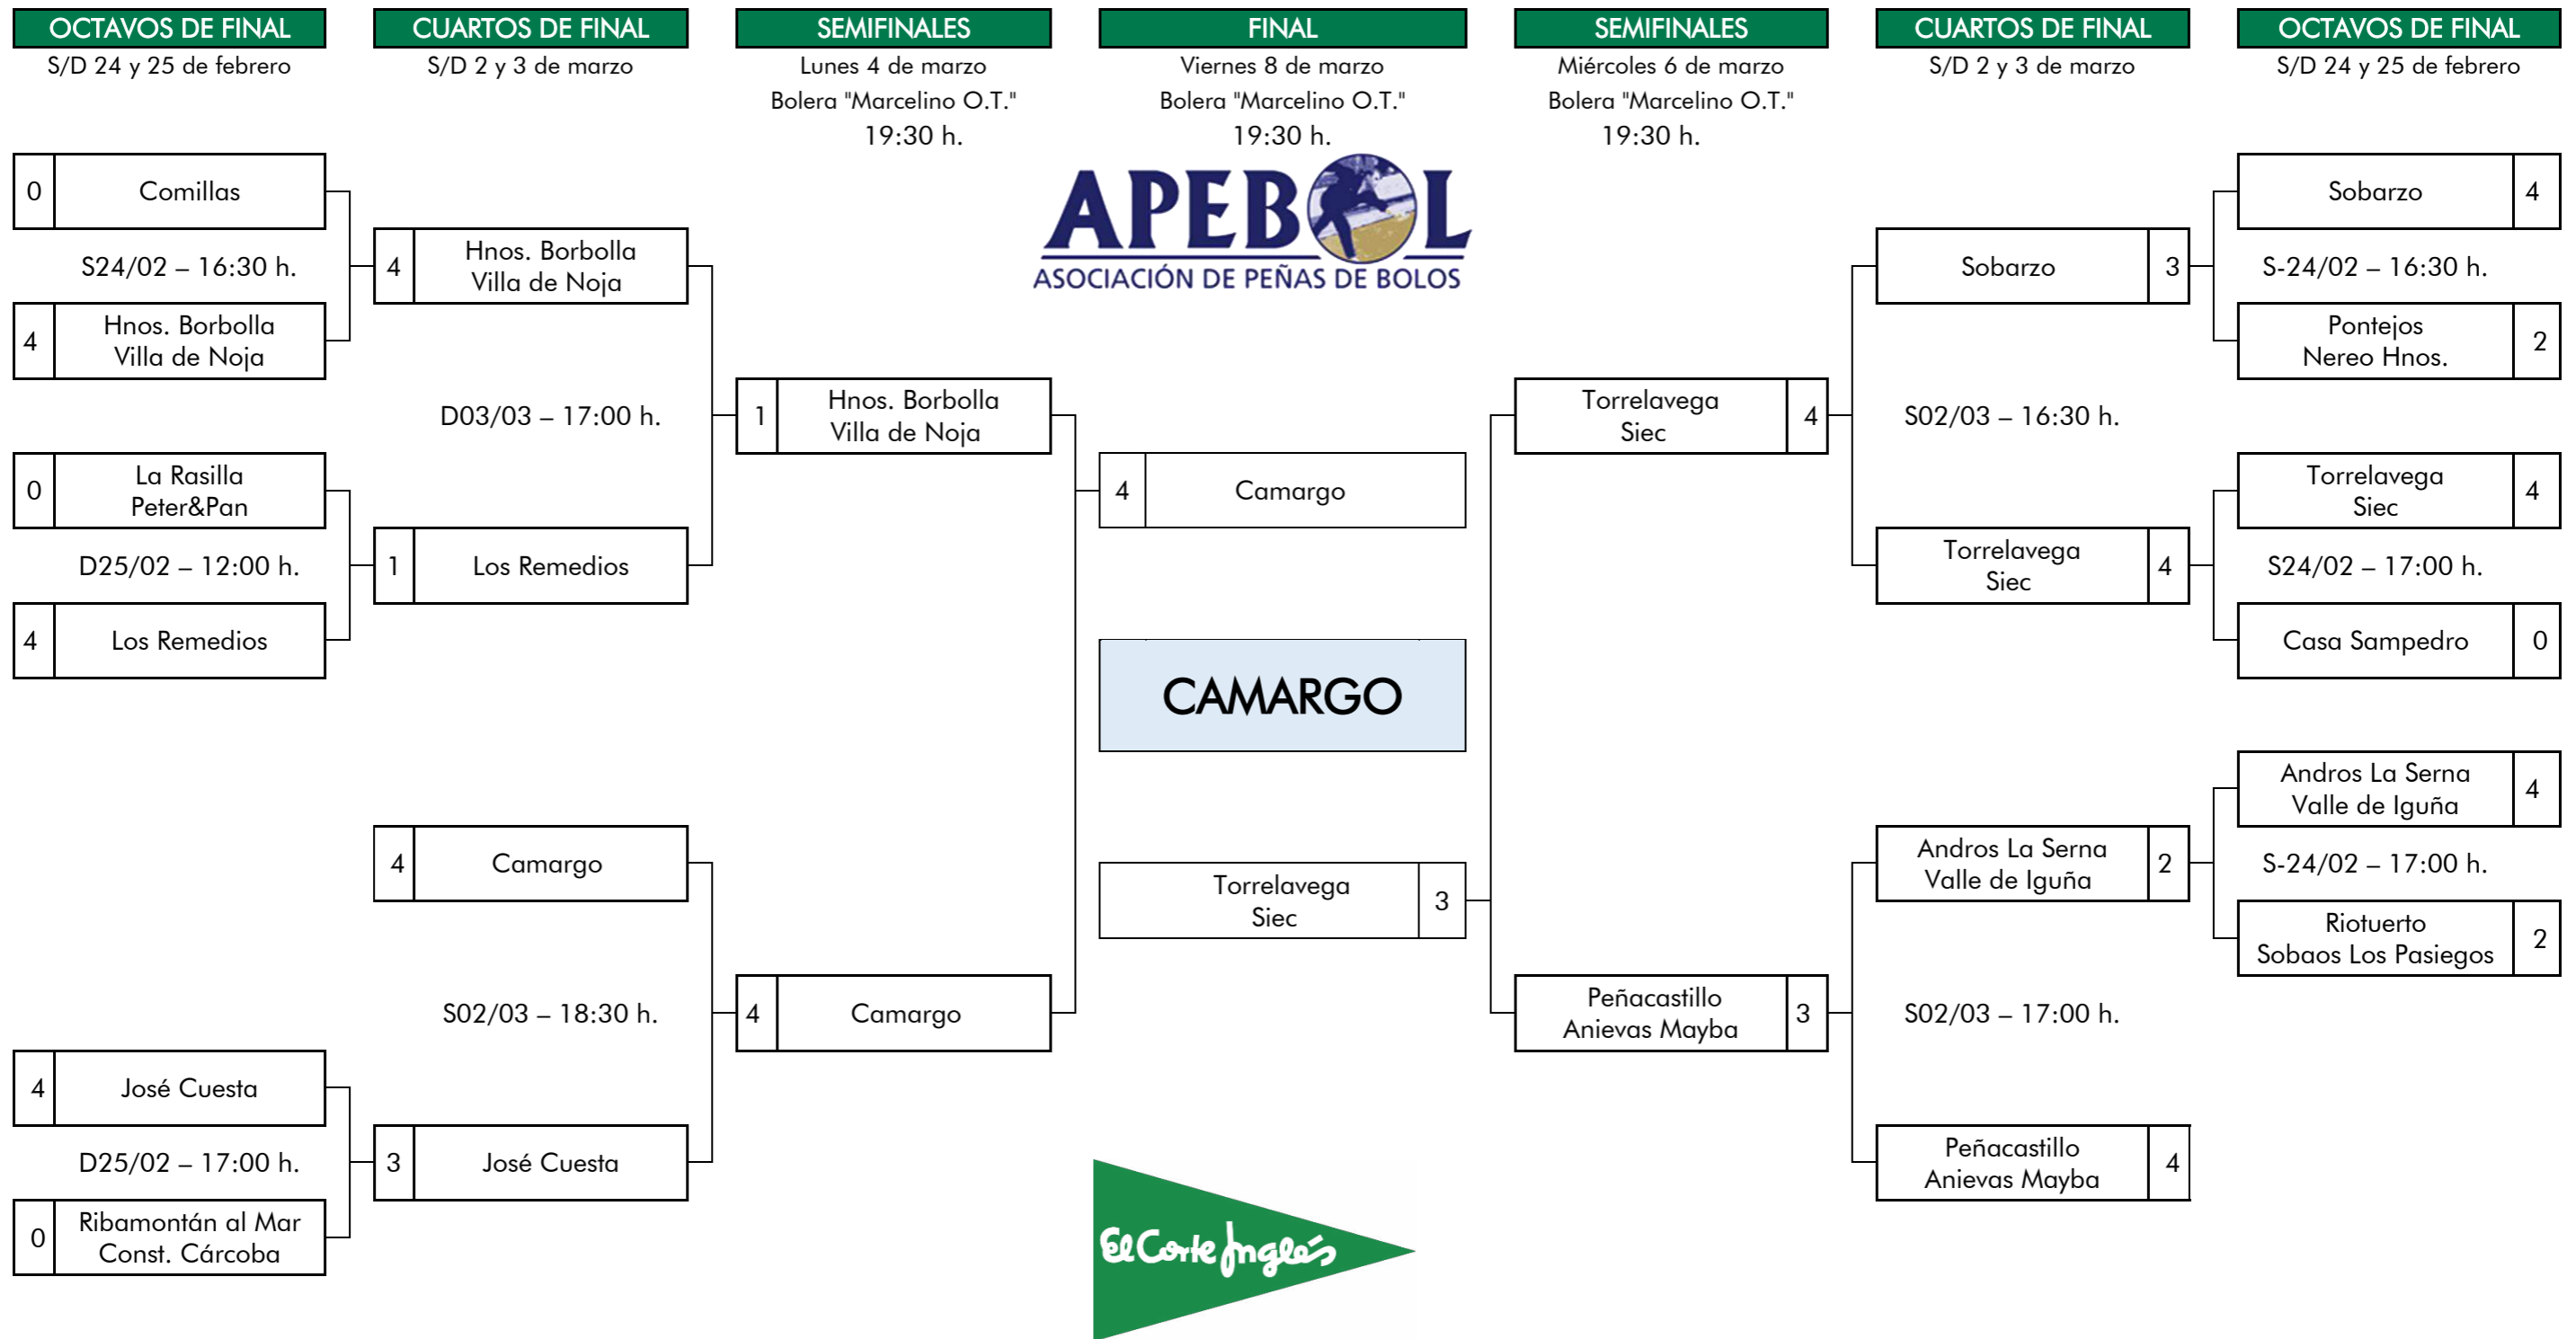 OCTAVOS DE FINAL
S/D 24 y 25 de febrero
CUARTOS DE FINAL
S/D 2 y 3 de marzo
SEMIFINALES
Lunes 4 de marzo
Bolera "Marcelino O.T."
19:30 h.
FINAL
Viernes 8 de marzo
Bolera "Marcelino O.T."
19:30 h.
SEMIFINALES
Miércoles 6 de marzo
Bolera "Marcelino O.T."
19:30 h.
CUARTOS DE FINAL
S/D 2 y 3 de marzo
OCTAVOS DE FINAL
S/D 24 y 25 de febrero
APEBOL
ASOCIACIÓN DE PEÑAS DE BOLOS
0 Comillas
S24/02 – 16:30 h.
4 Hnos. Borbolla
Villa de Noja
0 La Rasilla
Peter&Pan
D25/02 – 12:00 h.
4 Los Remedios
4 José Cuesta
D25/02 – 17:00 h.
0 Ribamontán al Mar
Const. Cárcoba
4 Hnos. Borbolla
Villa de Noja
D03/03 – 17:00 h.
1 Los Remedios
4 Camargo
S02/03 – 18:30 h.
3 José Cuesta
1 Hnos. Borbolla
Villa de Noja
4 Camargo
4 Camargo
CAMARGO
Torrelavega
Siec 3
Torrelavega
Siec 4
Peñacastillo
Anievas Mayba 3
Sobarzo 3
S02/03 – 16:30 h.
Torrelavega
Siec 4
Andros La Serna
Valle de Iguña 2
S02/03 – 17:00 h.
Peñacastillo
Anievas Mayba 4
Sobarzo 4
S-24/02 – 16:30 h.
Pontejos
Nereo Hnos. 2
Torrelavega
Siec 4
S24/02 – 17:00 h.
Casa Sampedro 0
Andros La Serna
Valle de Iguña 4
S-24/02 – 17:00 h.
Riotuerto
Sobaos Los Pasiegos 2
El Corte Inglés